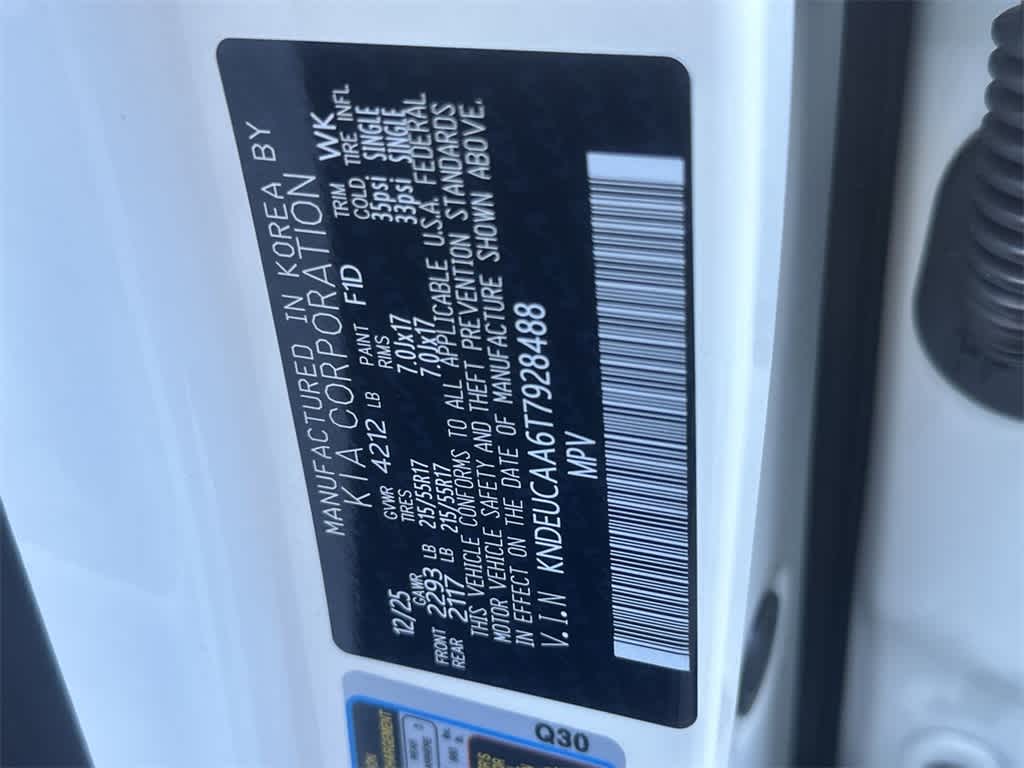 MANUFACTURED IN KOREA BY
KIA CORPORATION
12/25 GVWR 4212 LB PAINT F1D TRIM WK
GAWR TIRES RIMS COLD TIRE INFL
FRONT 2293 LB 215/55R17 7.0Jx17 35psi SINGLE
REAR 2117 LB 215/55R17 7.0Jx17 33psi SINGLE
THIS VEHICLE CONFORMS TO ALL APPLICABLE U.S.A. FEDERAL
MOTOR VEHICLE SAFETY AND THEFT PREVENTION STANDARDS
IN EFFECT ON THE DATE OF MANUFACTURE SHOWN ABOVE.
V.I.N KNDEUCAA6T7928488
MPV
Q30